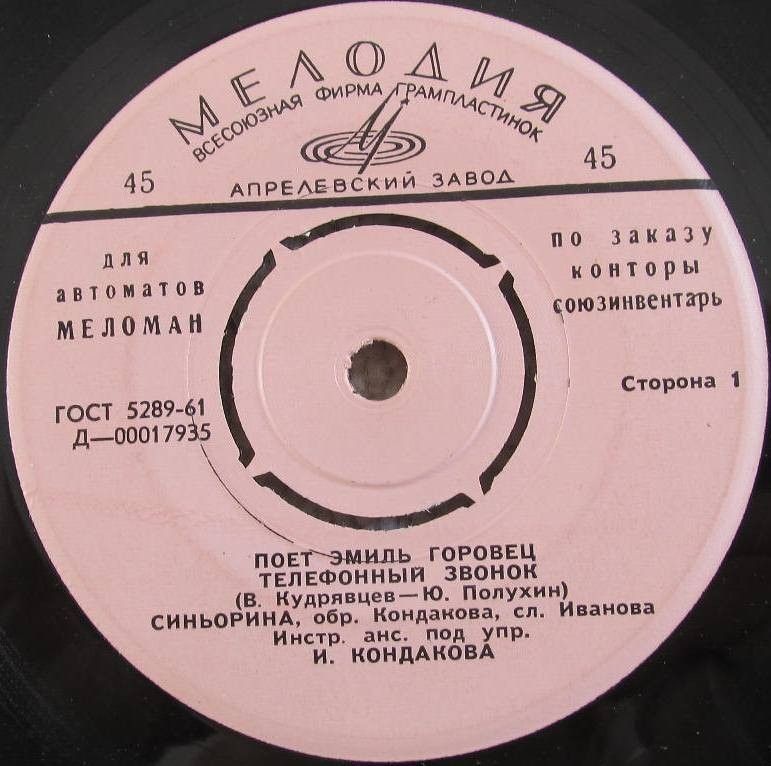 МЕЛОДИЯ
ВСЕСОЮЗНАЯ ФИРМА ГРАМПЛАСТИНОК
45
45
АПРЕЛЕВСКИЙ ЗАВОД
для
автоматов
МЕЛОМАН
по заказу
конторы
союзинвентарь
ГОСТ 5289-61
Д—00017935
Сторона 1
ПОЕТ ЭМИЛЬ ГОРОВЕЦ
ТЕЛЕФОННЫЙ ЗВОНОК
(В. Кудрявцев—Ю. Полухин)
СИНЬОРИНА, обр. Кондакова, сл. Иванова
Инстр. анс. под упр.
И. КОНДАКОВА